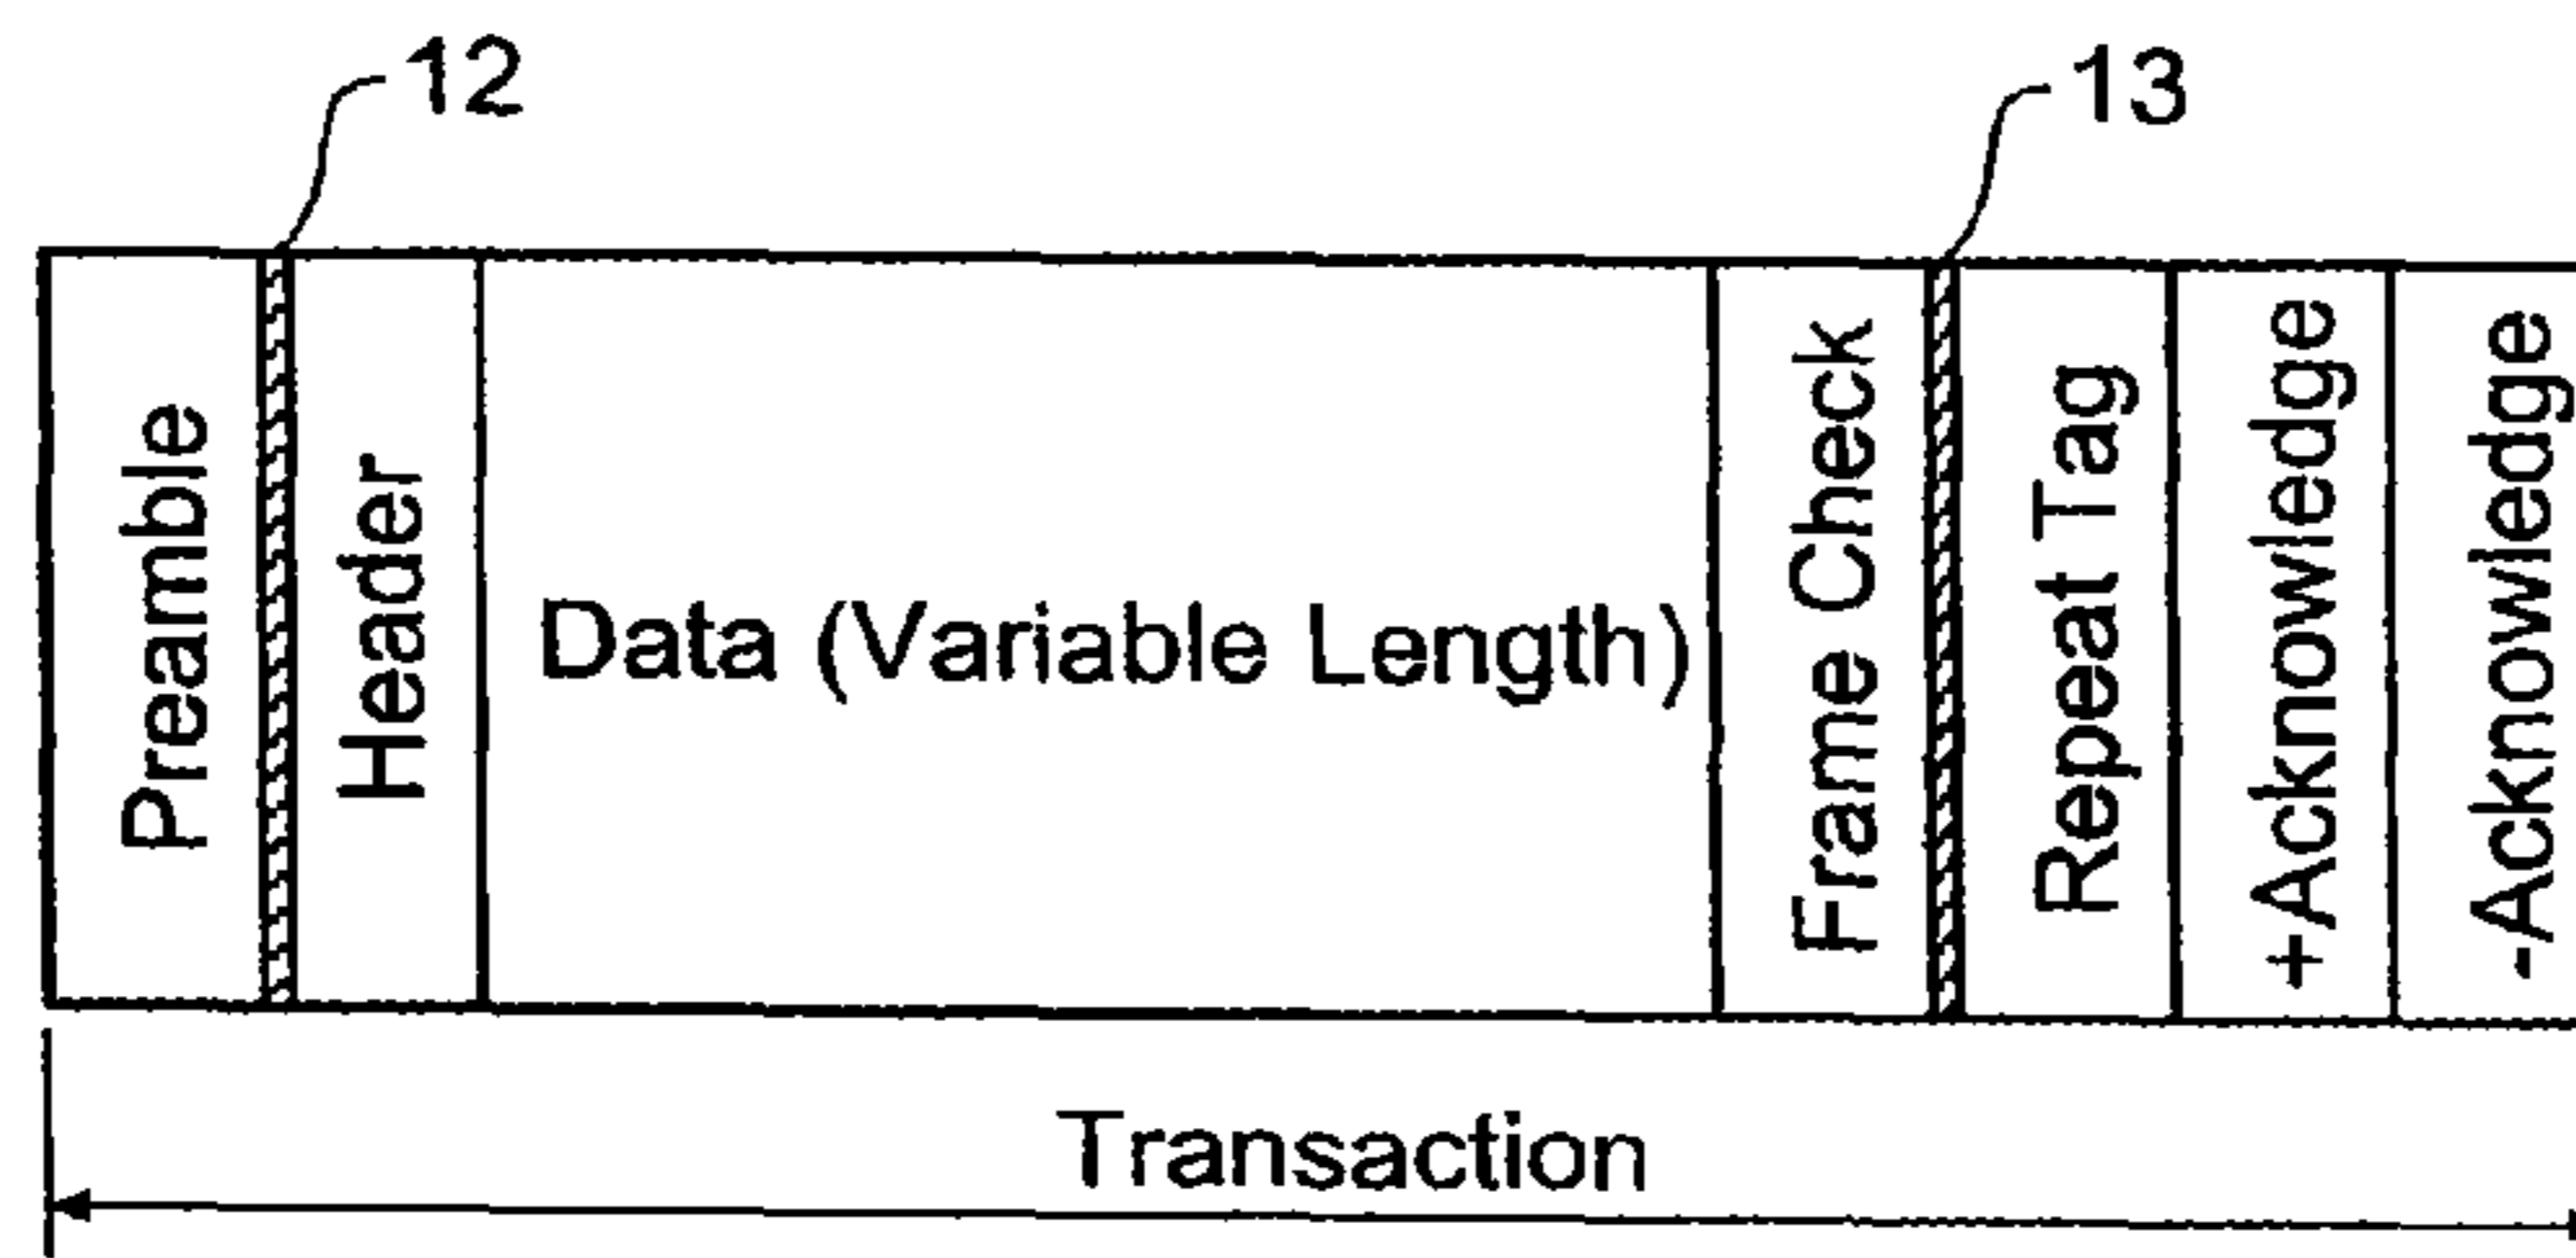 12
13
Preamble
Header
Data (Variable Length)
Frame Check
Repeat Tag
+Acknowledge
-Acknowledge
Transaction